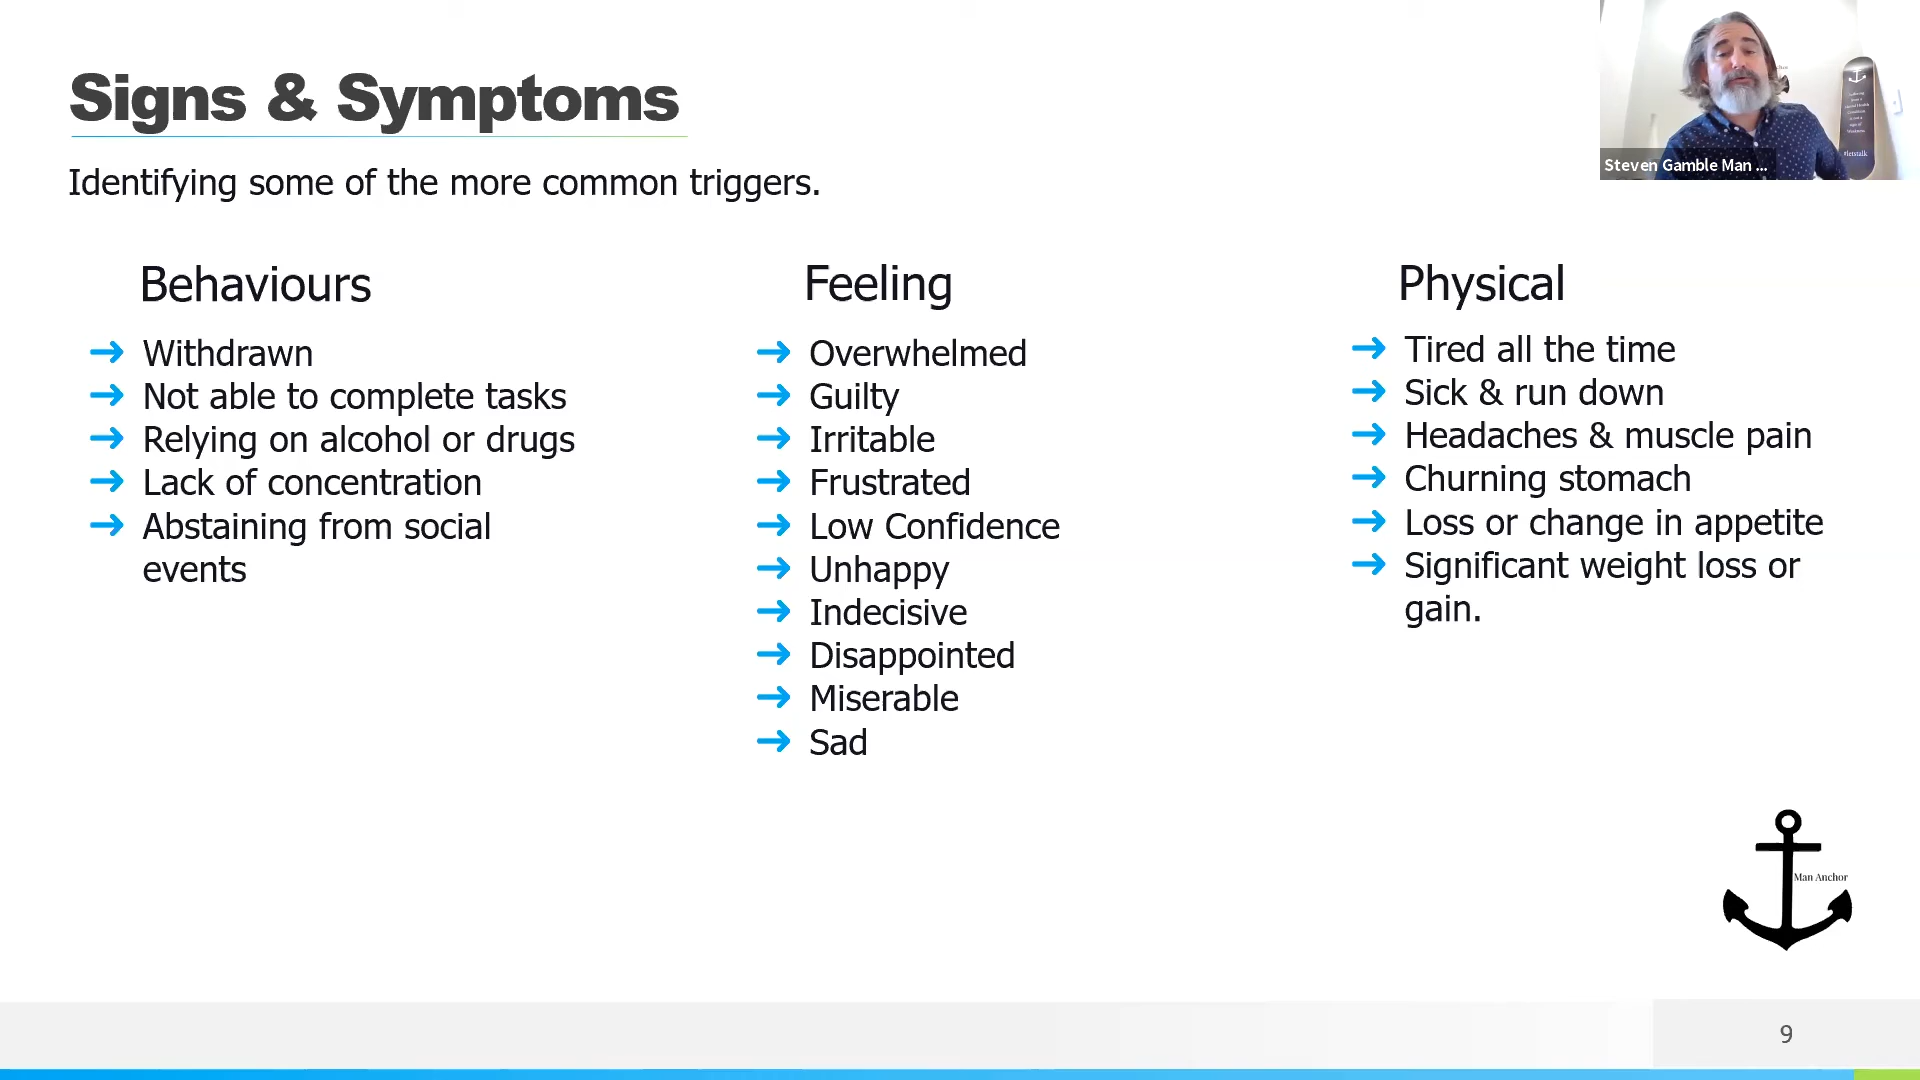 Signs & Symptoms
Identifying some of the more common triggers.
Behaviours
Withdrawn
Not able to complete tasks
Relying on alcohol or drugs
Lack of concentration
Abstaining from social
events
Feeling
Overwhelmed
Guilty
Irritable
Frustrated
Low Confidence
Unhappy
Indecisive
Disappointed
Miserable
Sad
Physical
Tired all the time
Sick & run down
Headaches & muscle pain
Churning stomach
Loss or change in appetite
Significant weight loss or
gain.
Steven Gamble Man ...
#letstalk
Man Anchor
9